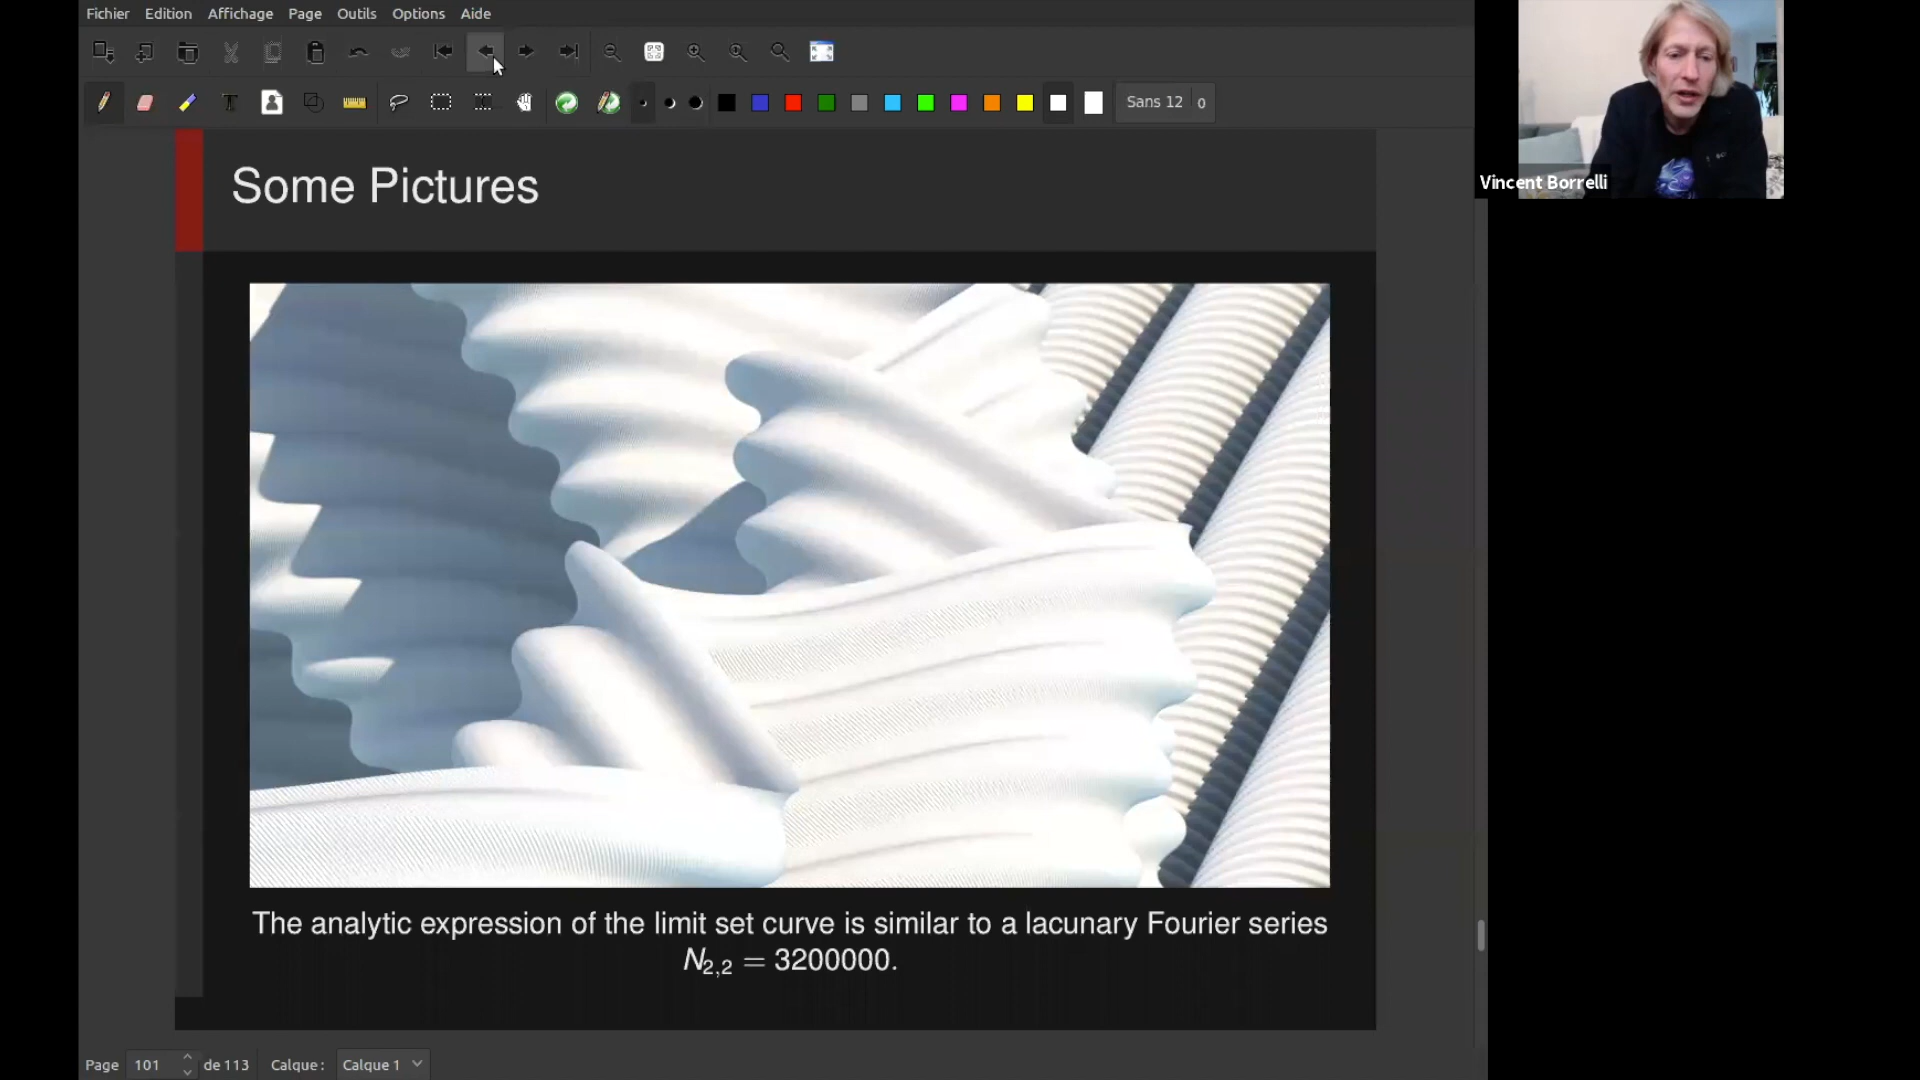 Fichier Edition Affichage Page Outils Options Aide
Sans 12 0
Vincent Borrelli
Some Pictures
The analytic expression of the limit set curve is similar to a lacunary Fourier series
N2,2 = 3200000.
Page 101 de 113 Calque : Calque 1